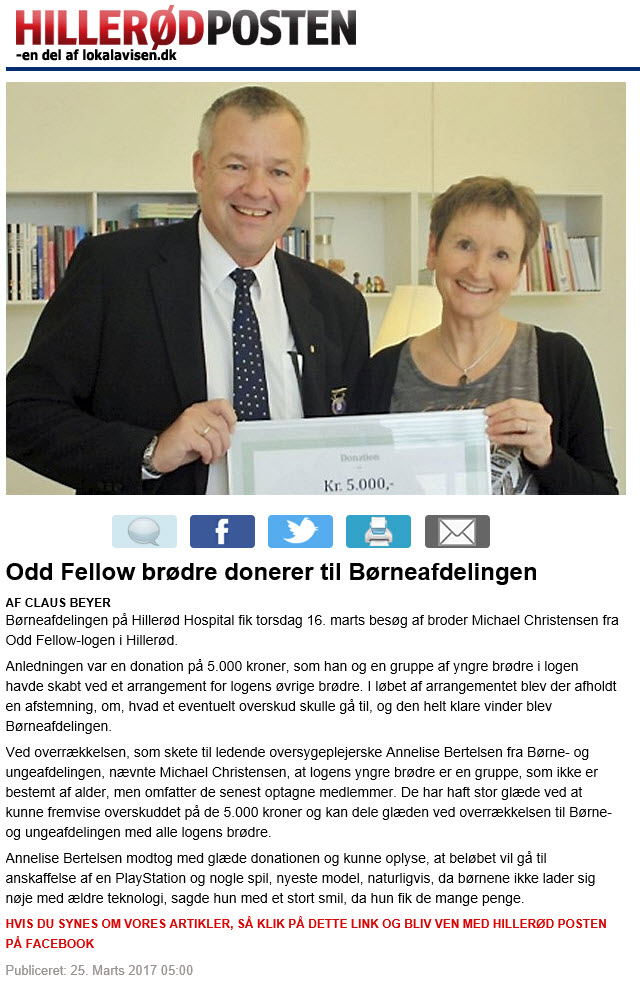 HILLERØDPOSTEN
-en del af lokalavisen.dk
Donation
Kr. 5.000,-
Odd Fellow brødre donerer til Børneafdelingen
AF CLAUS BEYER
Børneafdelingen på Hillerød Hospital fik torsdag 16. marts besøg af broder Michael Christensen fra
Odd Fellow-logen i Hillerød.
Anledningen var en donation på 5.000 kroner, som han og en gruppe af yngre brødre i logen
havde skabt ved et arrangement for logens øvrige brødre. I løbet af arrangementet blev der afholdt
en afstemning, om, hvad et eventuelt overskud skulle gå til, og den helt klare vinder blev
Børneafdelingen.
Ved overrækkelsen, som skete til ledende oversygeplejerske Annelise Bertelsen fra Børne- og
ungeafdelingen, nævnte Michael Christensen, at logens yngre brødre er en gruppe, som ikke er
bestemt af alder, men omfatter de senest optagne medlemmer. De har haft stor glæde ved at
kunne fremvise overskuddet på de 5.000 kroner og kan dele glæden ved overrækkelsen til Børne-
og ungeafdelingen med alle logens brødre.
Annelise Bertelsen modtog med glæde donationen og kunne oplyse, at beløbet vil gå til
anskaffelse af en PlayStation og nogle spil, nyeste model, naturligvis, da børnene ikke lader sig
nøje med ældre teknologi, sagde hun med et stort smil, da hun fik de mange penge.
HVIS DU SYNES OM VORES ARTIKLER, SÅ KLIK PÅ DETTE LINK OG BLIV VEN MED HILLERØD POSTEN
PÅ FACEBOOK
Publiceret: 25. Marts 2017 05:00